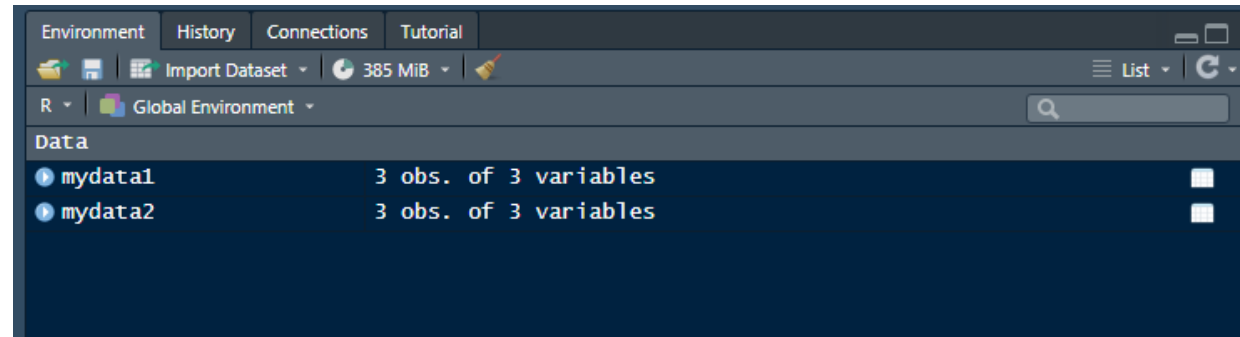 Environment History Connections Tutorial
Import Dataset 385 MiB List
R Global Environment
Data
mydata1 3 obs. of 3 variables
mydata2 3 obs. of 3 variables